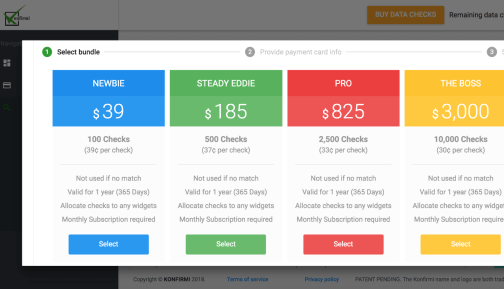 Konfirmi
BUY DATA CHECKS
Remaining data c
1 Select bundle
2 Provide payment card info
3
NEWBIE
$ 39
100 Checks
(39¢ per check)
Not used if no match
Valid for 1 year (365 Days)
Allocate checks to any widgets
Monthly Subscription required
Select
STEADY EDDIE
$ 185
500 Checks
(37¢ per check)
Not used if no match
Valid for 1 year (365 Days)
Allocate checks to any widgets
Monthly Subscription required
Select
PRO
$ 825
2,500 Checks
(33¢ per check)
Not used if no match
Valid for 1 year (365 Days)
Allocate checks to any widgets
Monthly Subscription required
Select
THE BOSS
$ 3,000
10,000 Checks
(30¢ per check)
Not used if no match
Valid for 1 year (365 Days)
Allocate checks to any widget
Monthly Subscription require
Select
Copyright © KONFIRMI 2019.
Terms of service
Privacy policy
PATENT PENDING. The Konfirmi name and logo are both trad